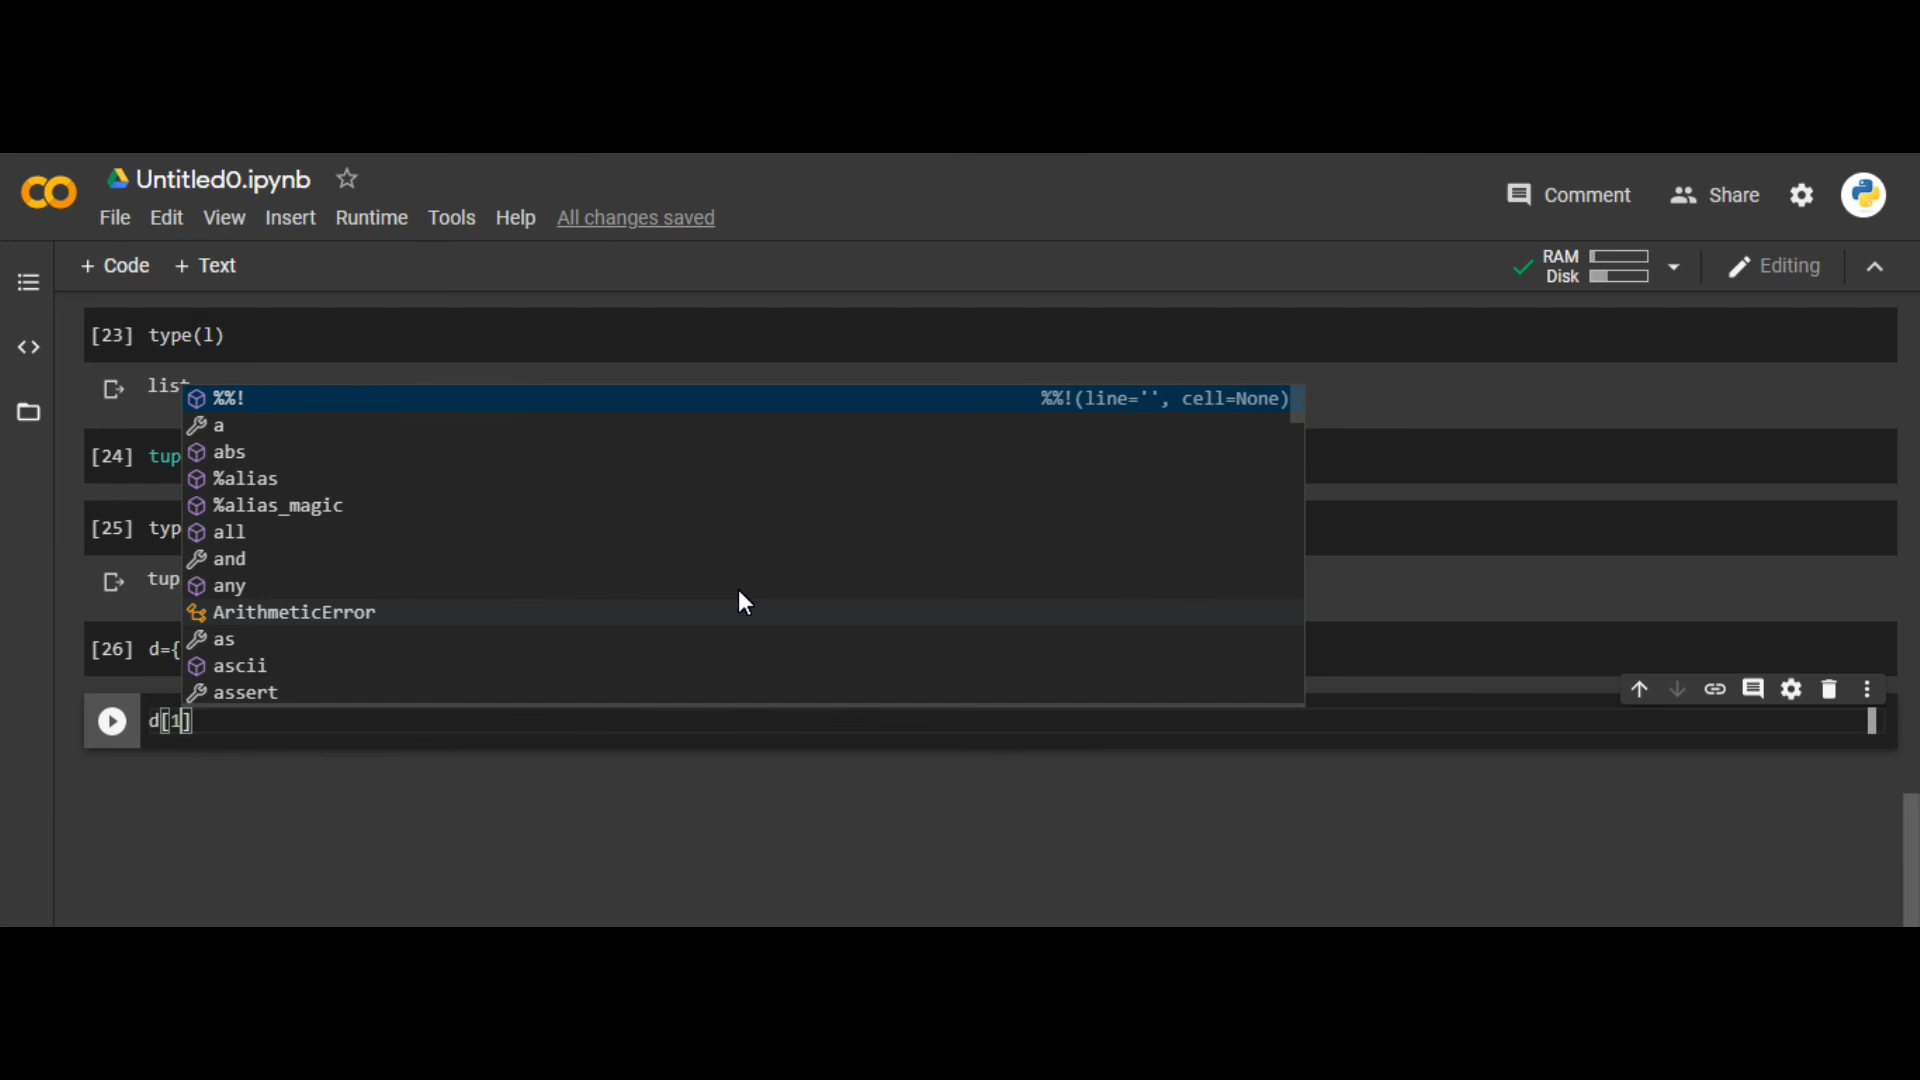 Untitled0.ipynb
File Edit View Insert Runtime Tools Help All changes saved
Comment Share
+ Code + Text
RAM
Disk
Editing
[23] type(l)
list
%%! %%!(line='', cell=None)
a
abs
%alias
[24] tup
%alias_magic
all
[25] typ
and
tup
any
ArithmeticError
as
[26] d={
ascii
assert
d[1]